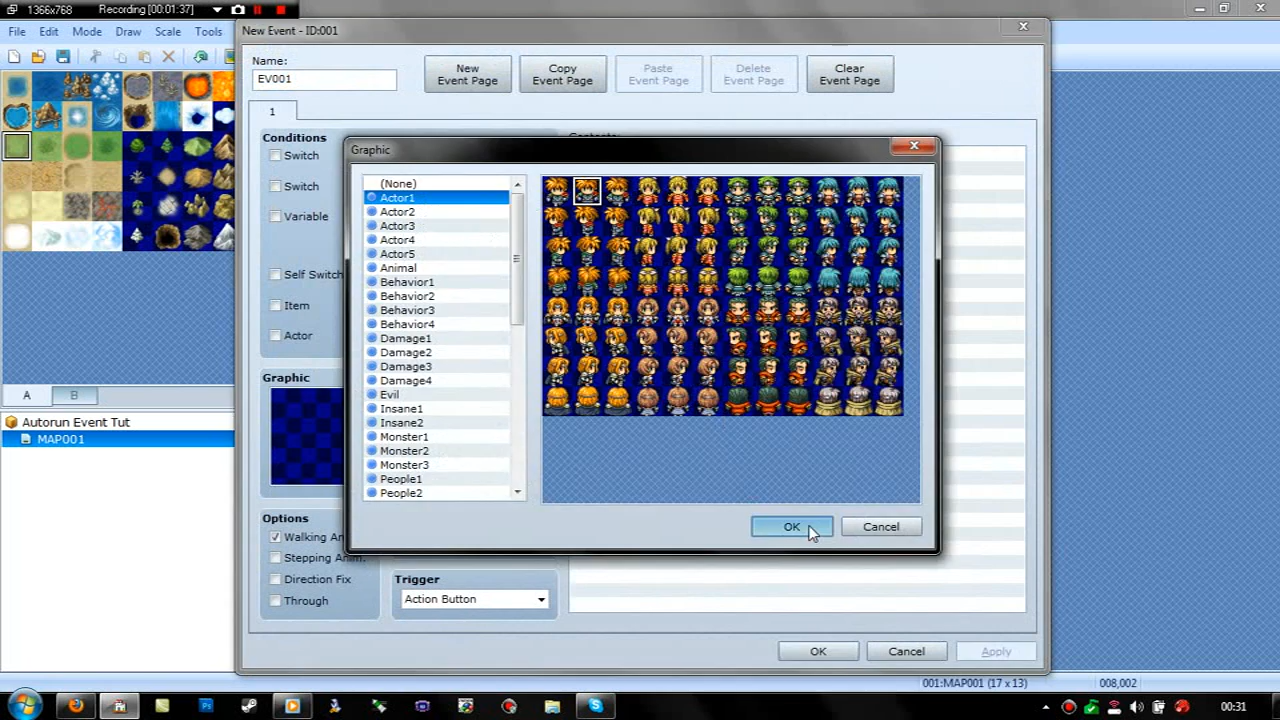 1366x768
Recording [00:01:37]
File Edit Mode Draw Scale Tools
New Event - ID:001
Name:
EV001
New Event Page
Copy Event Page
Paste Event Page
Delete Event Page
Clear Event Page
1
Conditions
Switch
Switch
Variable
Self Switch
Item
Actor
Graphic
(None)
Actor1
Actor2
Actor3
Actor4
Actor5
Animal
Behavior1
Behavior2
Behavior3
Behavior4
Damage1
Damage2
Damage3
Damage4
Evil
Insane1
Insane2
Monster1
Monster2
Monster3
People1
People2
OK
Cancel
A
B
Autorun Event Tut
MAP001
Graphic
Options
Walking An
Stepping Anim.
Direction Fix
Through
Trigger
Action Button
OK
Cancel
Apply
001:MAP001 (17 x 13)
008,002
00:31